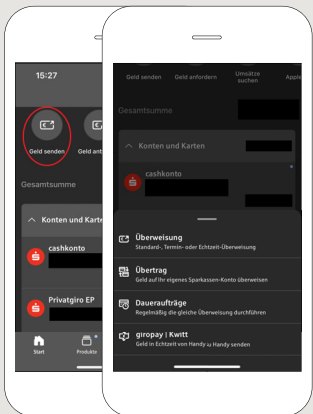 15:27
Geld senden
Geld ant
Gesamtsumme
Konten und Karte
cashkonto
Privatgiro EP
Start
Produkte
Geld senden Geld anfordern Umsätze suchen Apple
Gesamtsumme
Konten und Karten
cashkonto
Überweisung
Standard-, Termin- oder Echtzeit-Überweisung
Übertrag
Geld auf Ihr eigenes Sparkassen-Konto überweisen
Daueraufträge
Regelmäßig die gleiche Überweisung durchführen
giropay | Kwitt
Geld in Echtzeit von Handy zu Handy senden